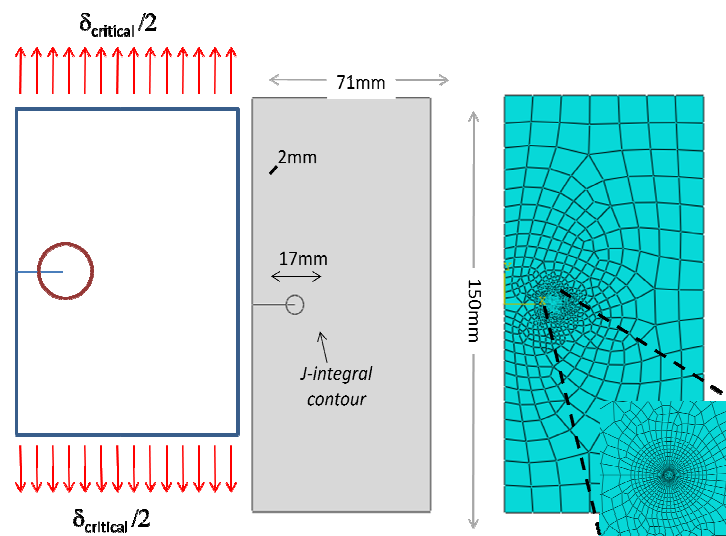 δcritical/2
71mm
2mm
17mm
J-integral
contour
150mm
δcritical/2